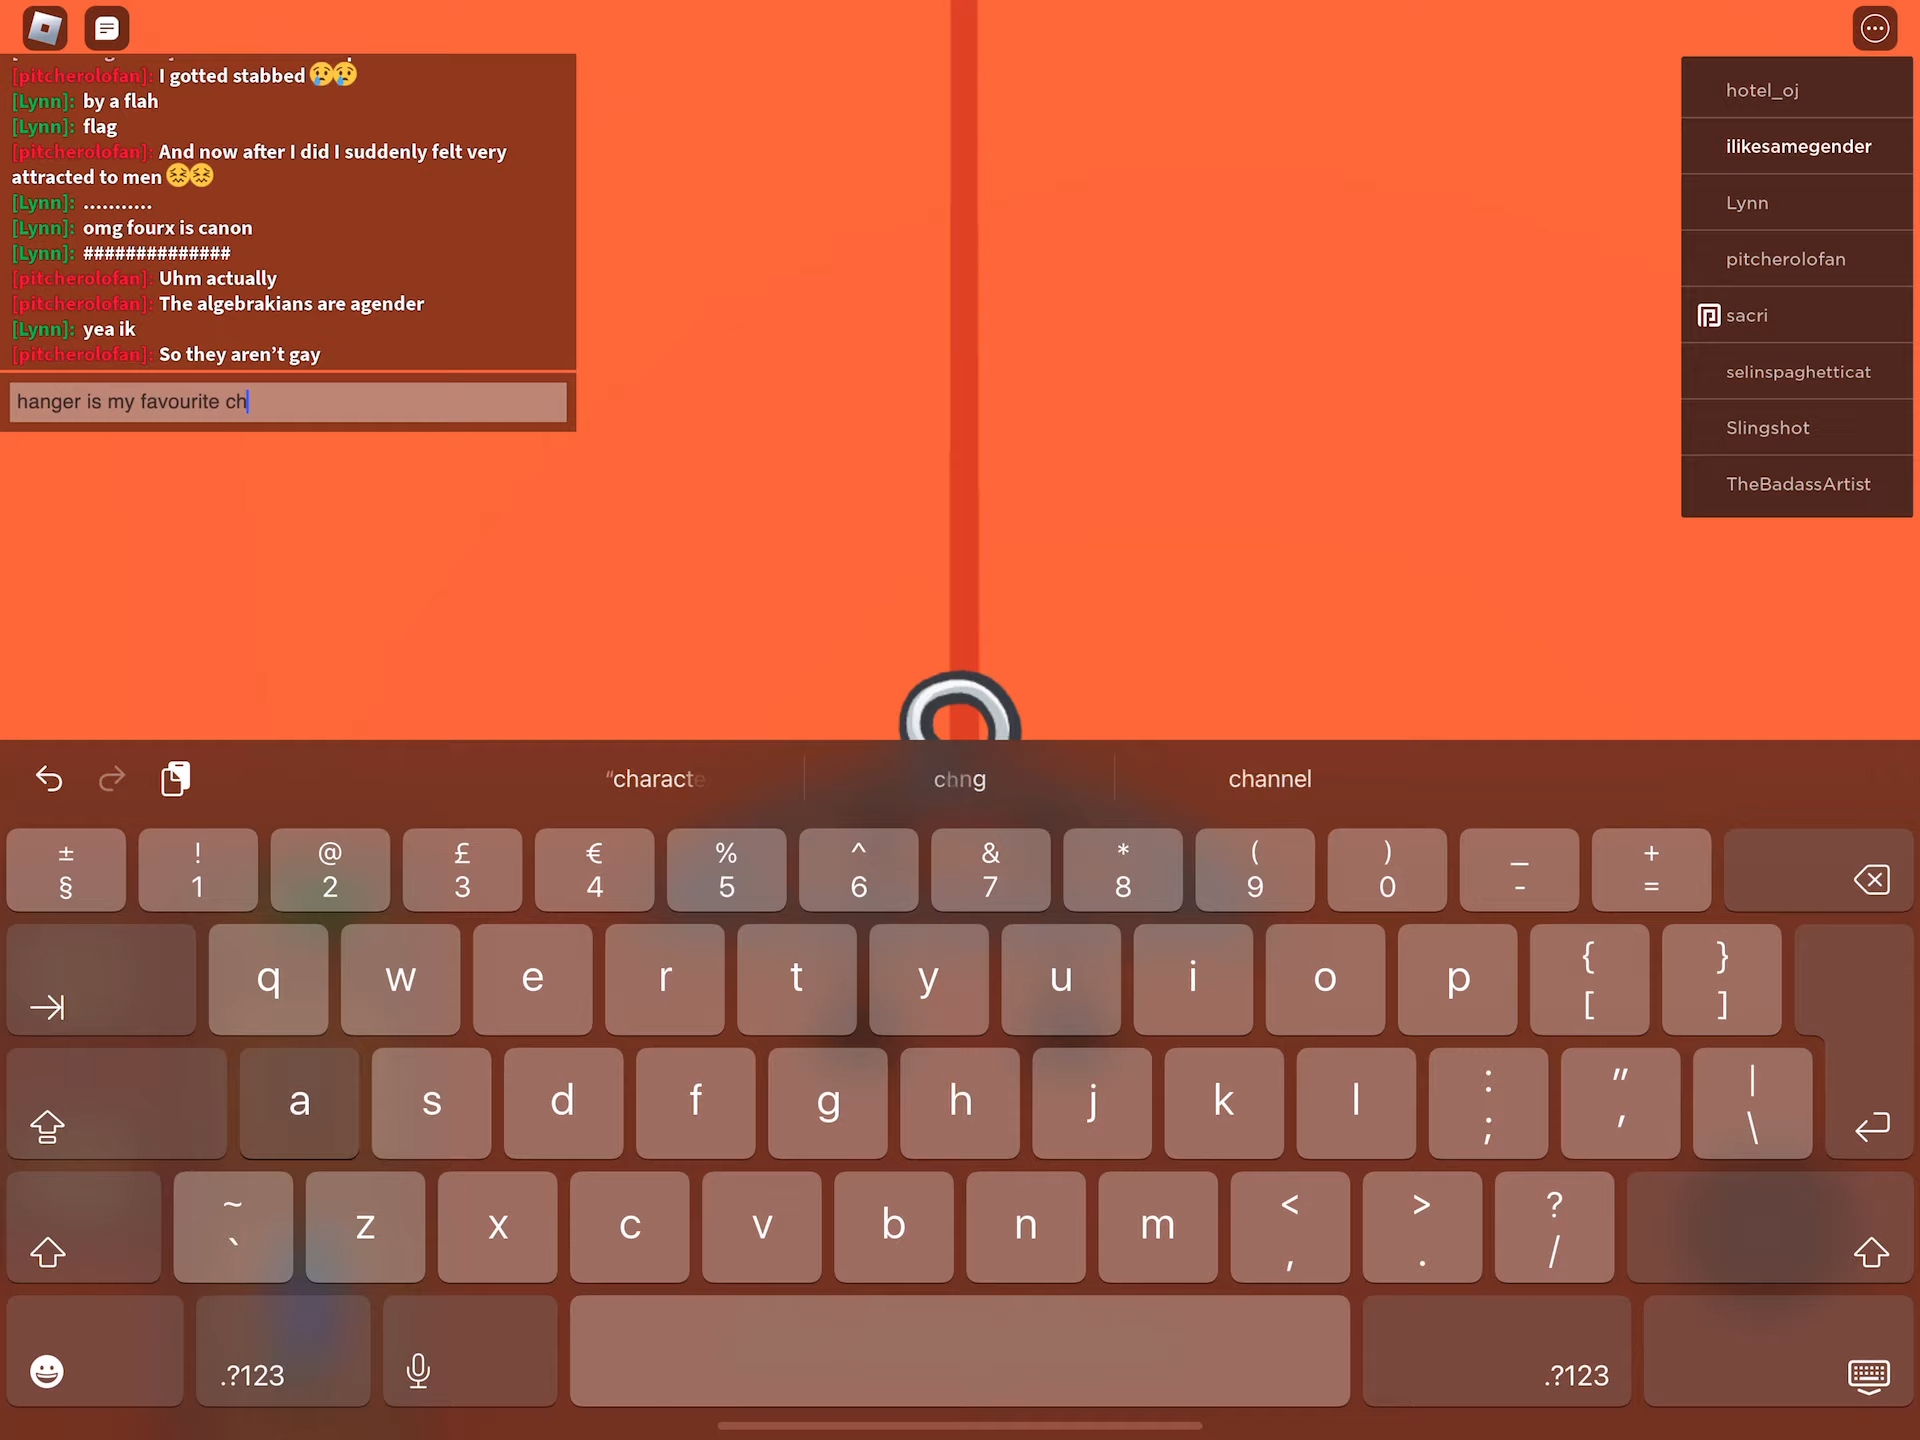 [pitcherolofan]: I gotted stabbed 😢😢
[Lynn]: by a flah
[Lynn]: flag
[pitcherolofan]: And now after I did I suddenly felt very
attracted to men 😖😖
[Lynn]: ...........
[Lynn]: omg fourx is canon
[Lynn]: ##############
[pitcherolofan]: Uhm actually
[pitcherolofan]: The algebrakians are agender
[Lynn]: yea ik
[pitcherolofan]: So they aren't gay
hanger is my favourite ch
hotel_oj
ilikesamegender
Lynn
pitcherolofan
sacri
selinspaghetticat
Slingshot
TheBadassArtist
"characte channel
± ! @ £ € % ^ & * ( ) _ +
§ 1 2 3 4 5 6 7 8 9 0 - =
q w e r t y u i o p { }
[ ]
a s d f g h j k l : " |
; ' \
~ z x c v b n m < > ?
` , . /
.?123 .?123